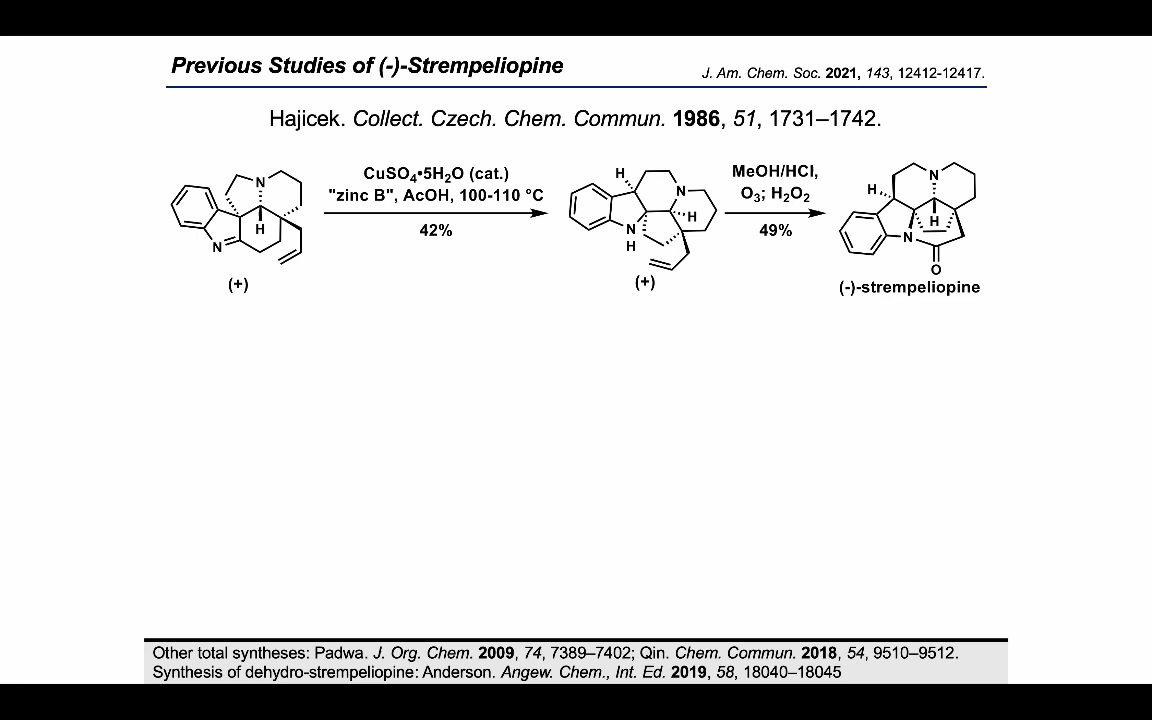 Previous Studies of (-)-Strempeliopine
J. Am. Chem. Soc. 2021, 143, 12412-12417.
Hajicek. Collect. Czech. Chem. Commun. 1986, 51, 1731–1742.
CuSO₄•5H₂O (cat.)
"zinc B", AcOH, 100-110 °C
42%
MeOH/HCl,
O₃; H₂O₂
49%
N
H
N
(+)
H
N
H
N
H
(+)
N
H
H
N
O
(-)-strempeliopine
Other total syntheses: Padwa. J. Org. Chem. 2009, 74, 7389–7402; Qin. Chem. Commun. 2018, 54, 9510–9512.
Synthesis of dehydro-strempeliopine: Anderson. Angew. Chem., Int. Ed. 2019, 58, 18040–18045